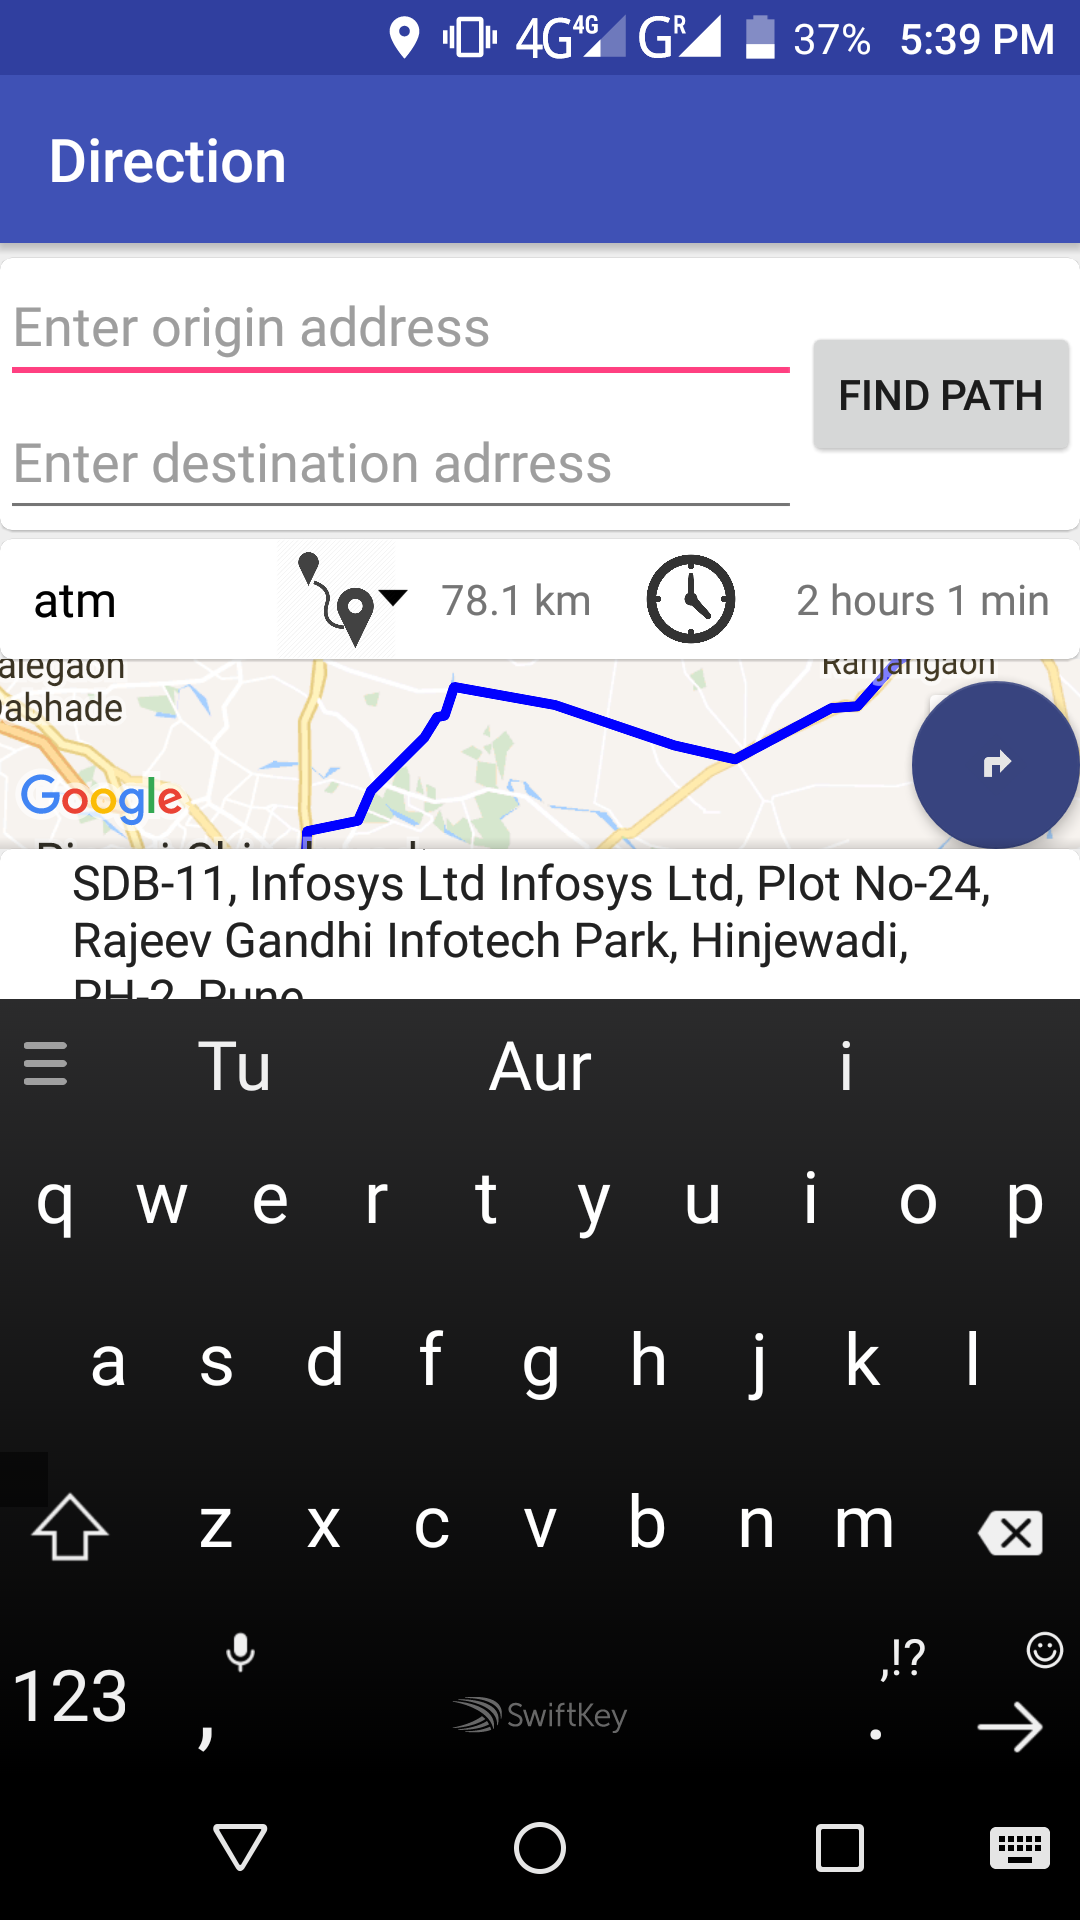 4G 4G G R 37% 5:39 PM
Direction
Enter origin address
FIND PATH
Enter destination adrress
atm 78.1 km 2 hours 1 min
alegaon
Ranjangaon
Dabhade
Google
SDB-11, Infosys Ltd Infosys Ltd, Plot No-24,
Rajeev Gandhi Infotech Park, Hinjewadi,
PH-2, Pune
Tu Aur i
q w e r t y u i o p
a s d f g h j k l
z x c v b n m
,!?
123 , SwiftKey .